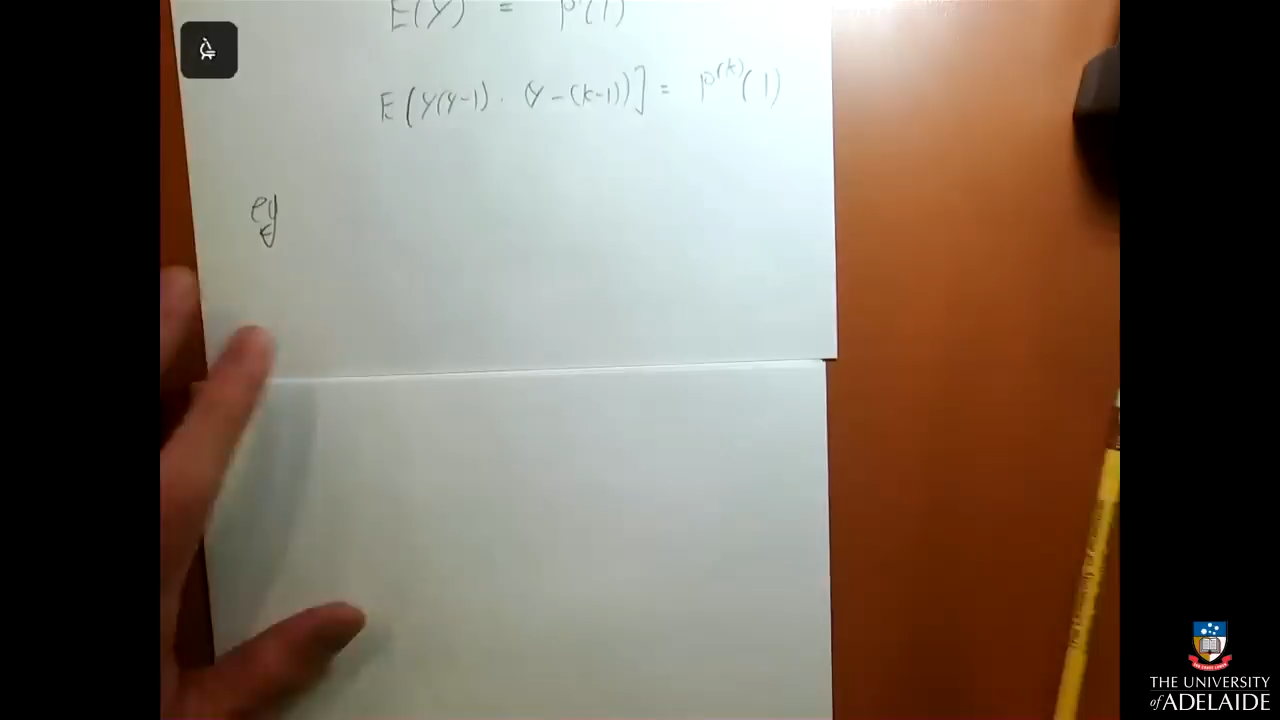 E(Y) = P'(1)
E[Y(Y-1) . (Y-(k-1))] = P^(k)(1)
eg
THE UNIVERSITY
of ADELAIDE